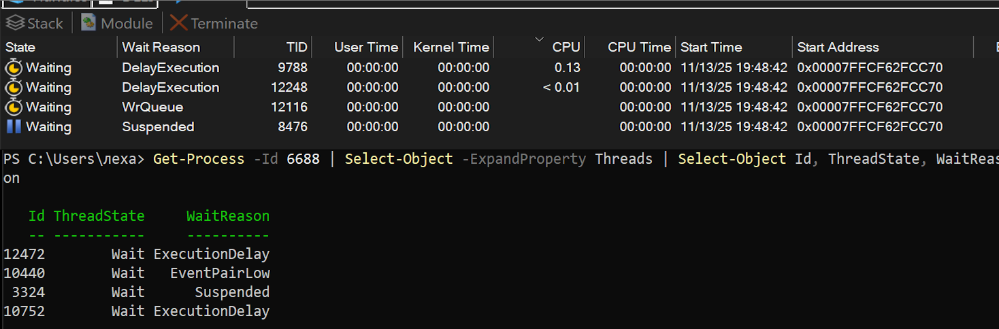 Stack Module Terminate
State Wait Reason TID User Time Kernel Time CPU CPU Time Start Time Start Address
Waiting DelayExecution 9788 00:00:00 00:00:00 0.13 00:00:00 11/13/25 19:48:42 0x00007FFCF62FCC70
Waiting DelayExecution 12248 00:00:00 00:00:00 < 0.01 00:00:00 11/13/25 19:48:42 0x00007FFCF62FCC70
Waiting WrQueue 12116 00:00:00 00:00:00 00:00:00 11/13/25 19:48:42 0x00007FFCF62FCC70
Waiting Suspended 8476 00:00:00 00:00:00 00:00:00 11/13/25 19:48:42 0x00007FFCF62FCC70
PS C:\Users\леха> Get-Process -Id 6688 | Select-Object -ExpandProperty Threads | Select-Object Id, ThreadState, WaitReas
on
Id ThreadState WaitReason
-- ----------- ----------
12472 Wait ExecutionDelay
10440 Wait EventPairLow
3324 Wait Suspended
10752 Wait ExecutionDelay